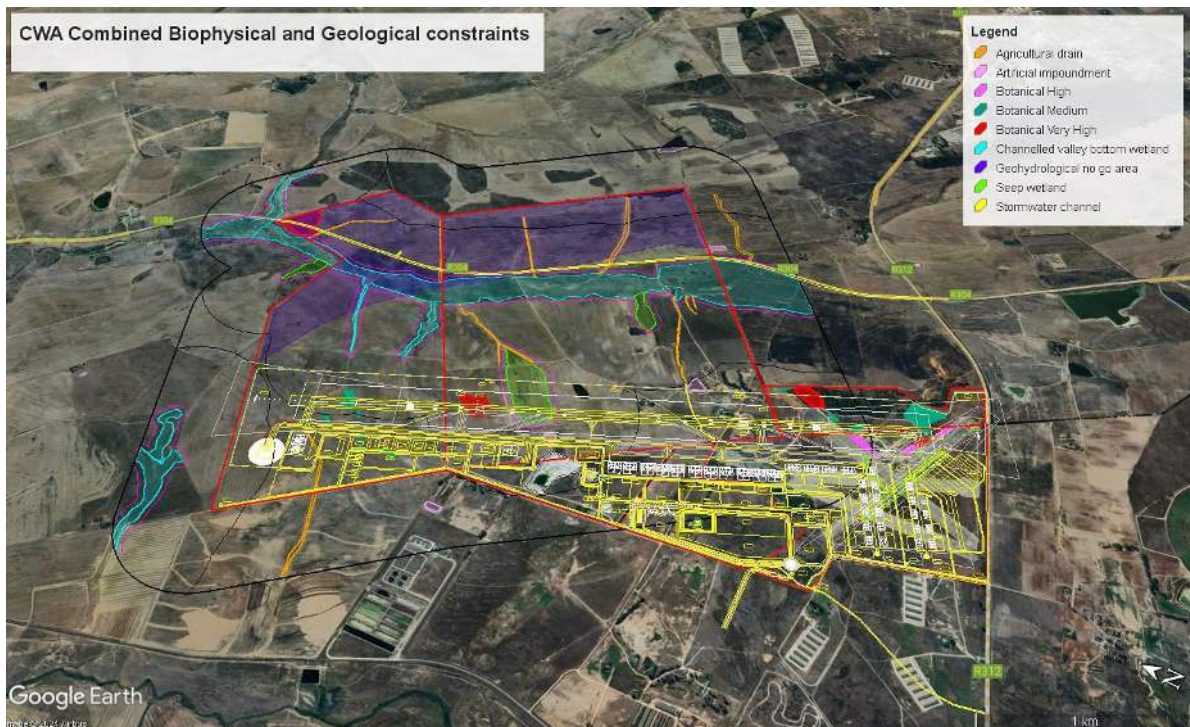 CWA Combined Biophysical and Geological constraints
Legend
Agricultural drain
Artificial impoundment
Botanical High
Botanical Medium
Botanical Very High
Channelled valley bottom wetland
Geohydrological no go area
Seep wetland
Stormwater channel
R304
R304
R304
R312
R304
R312
Google Earth
1 km
N